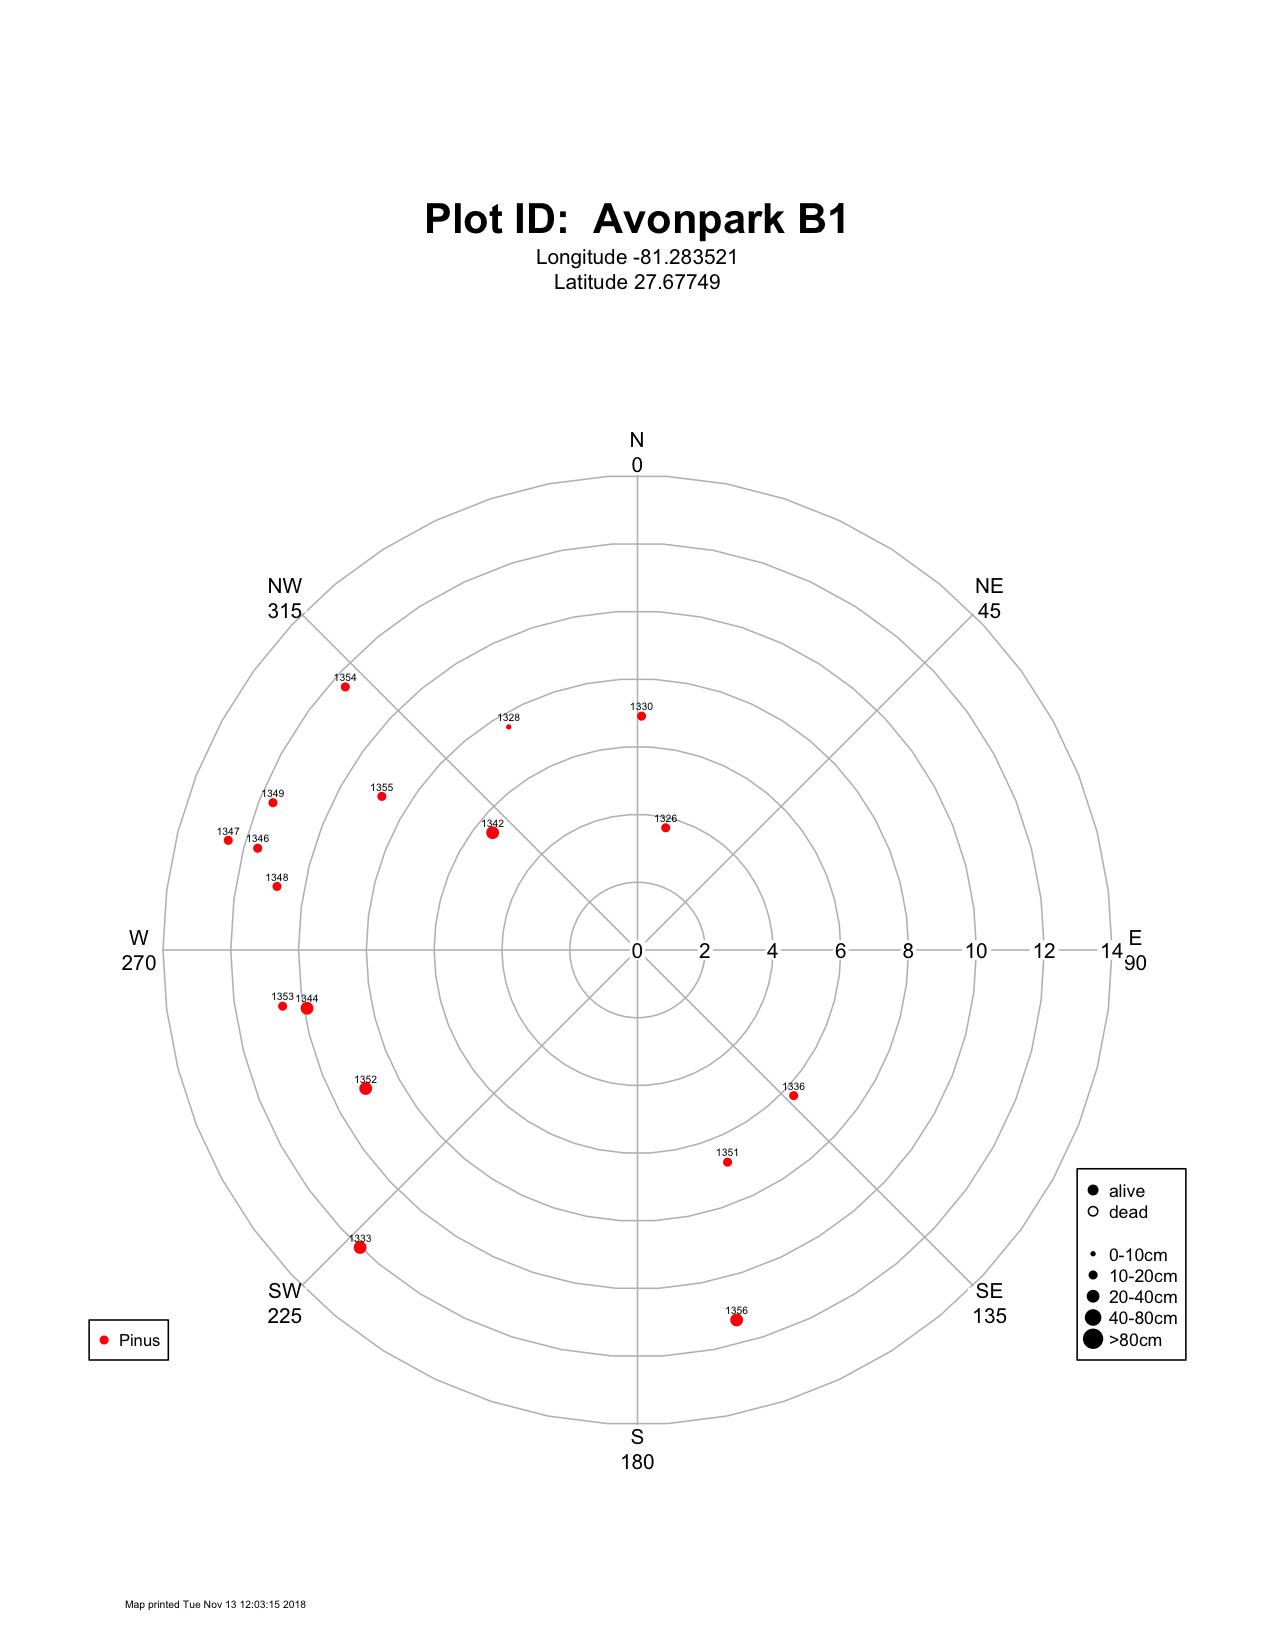 Plot ID:  Avonpark B1
Longitude -81.283521
Latitude 27.67749
N
0
NW
315
NE
45
1354
1328
1330
1355
1349
1342
1326
1347
1346
1348
W
270
0 2 4 6 8 10 12 14
E
90
1353
1344
1352
1336
1351
1333
1356
SW
225
SE
135
alive
dead
0-10cm
10-20cm
20-40cm
40-80cm
>80cm
Pinus
S
180
Map printed Tue Nov 13 12:03:15 2018